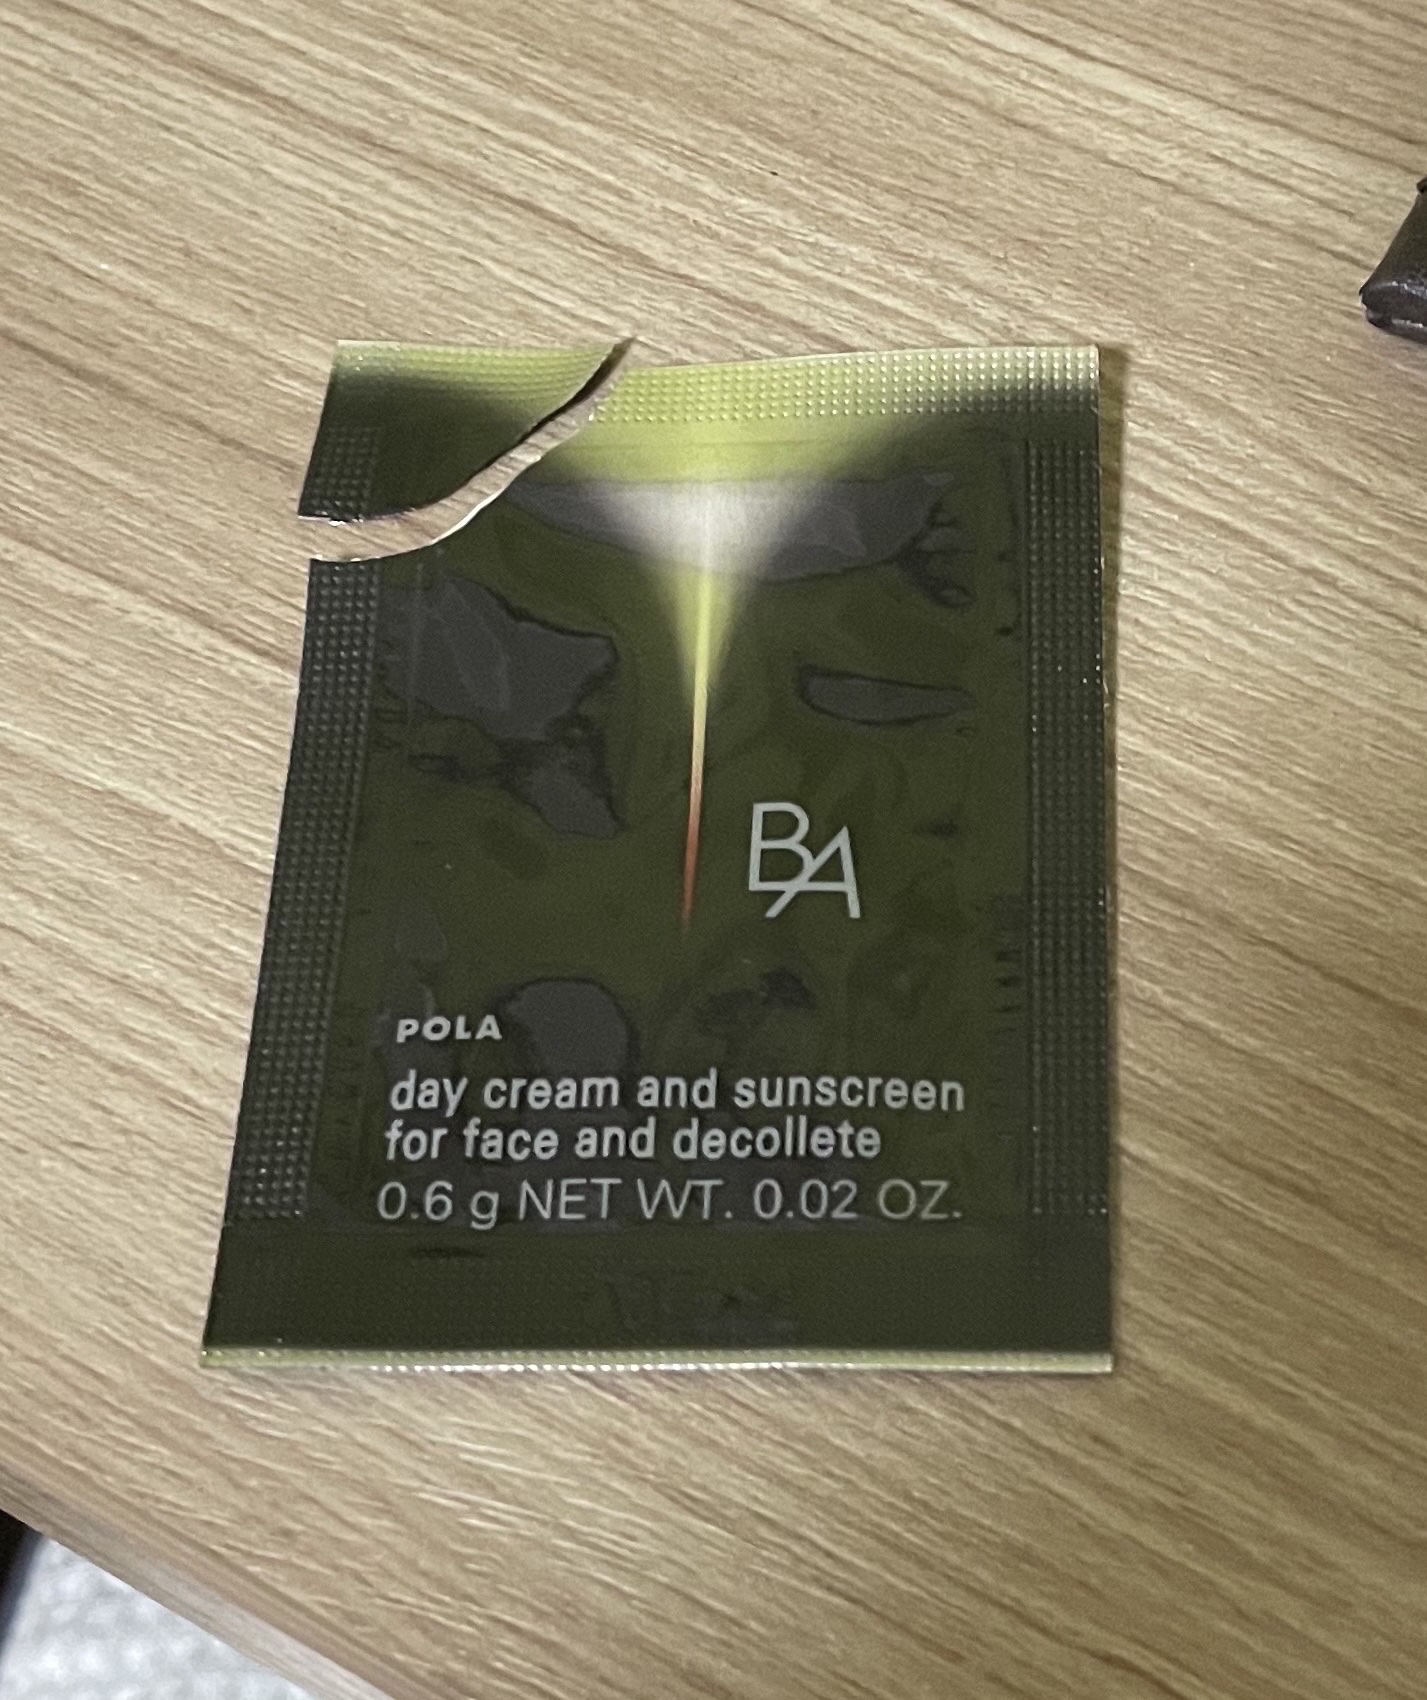 BA
POLA
day cream and sunscreen
for face and decollete
0.6 g NET WT. 0.02 OZ.